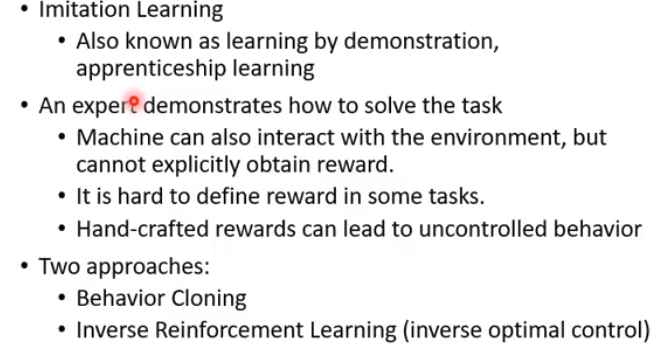 • Imitation Learning
• Also known as learning by demonstration,
apprenticeship learning
• An expert demonstrates how to solve the task
• Machine can also interact with the environment, but
cannot explicitly obtain reward.
• It is hard to define reward in some tasks.
• Hand-crafted rewards can lead to uncontrolled behavior
• Two approaches:
• Behavior Cloning
• Inverse Reinforcement Learning (inverse optimal control)